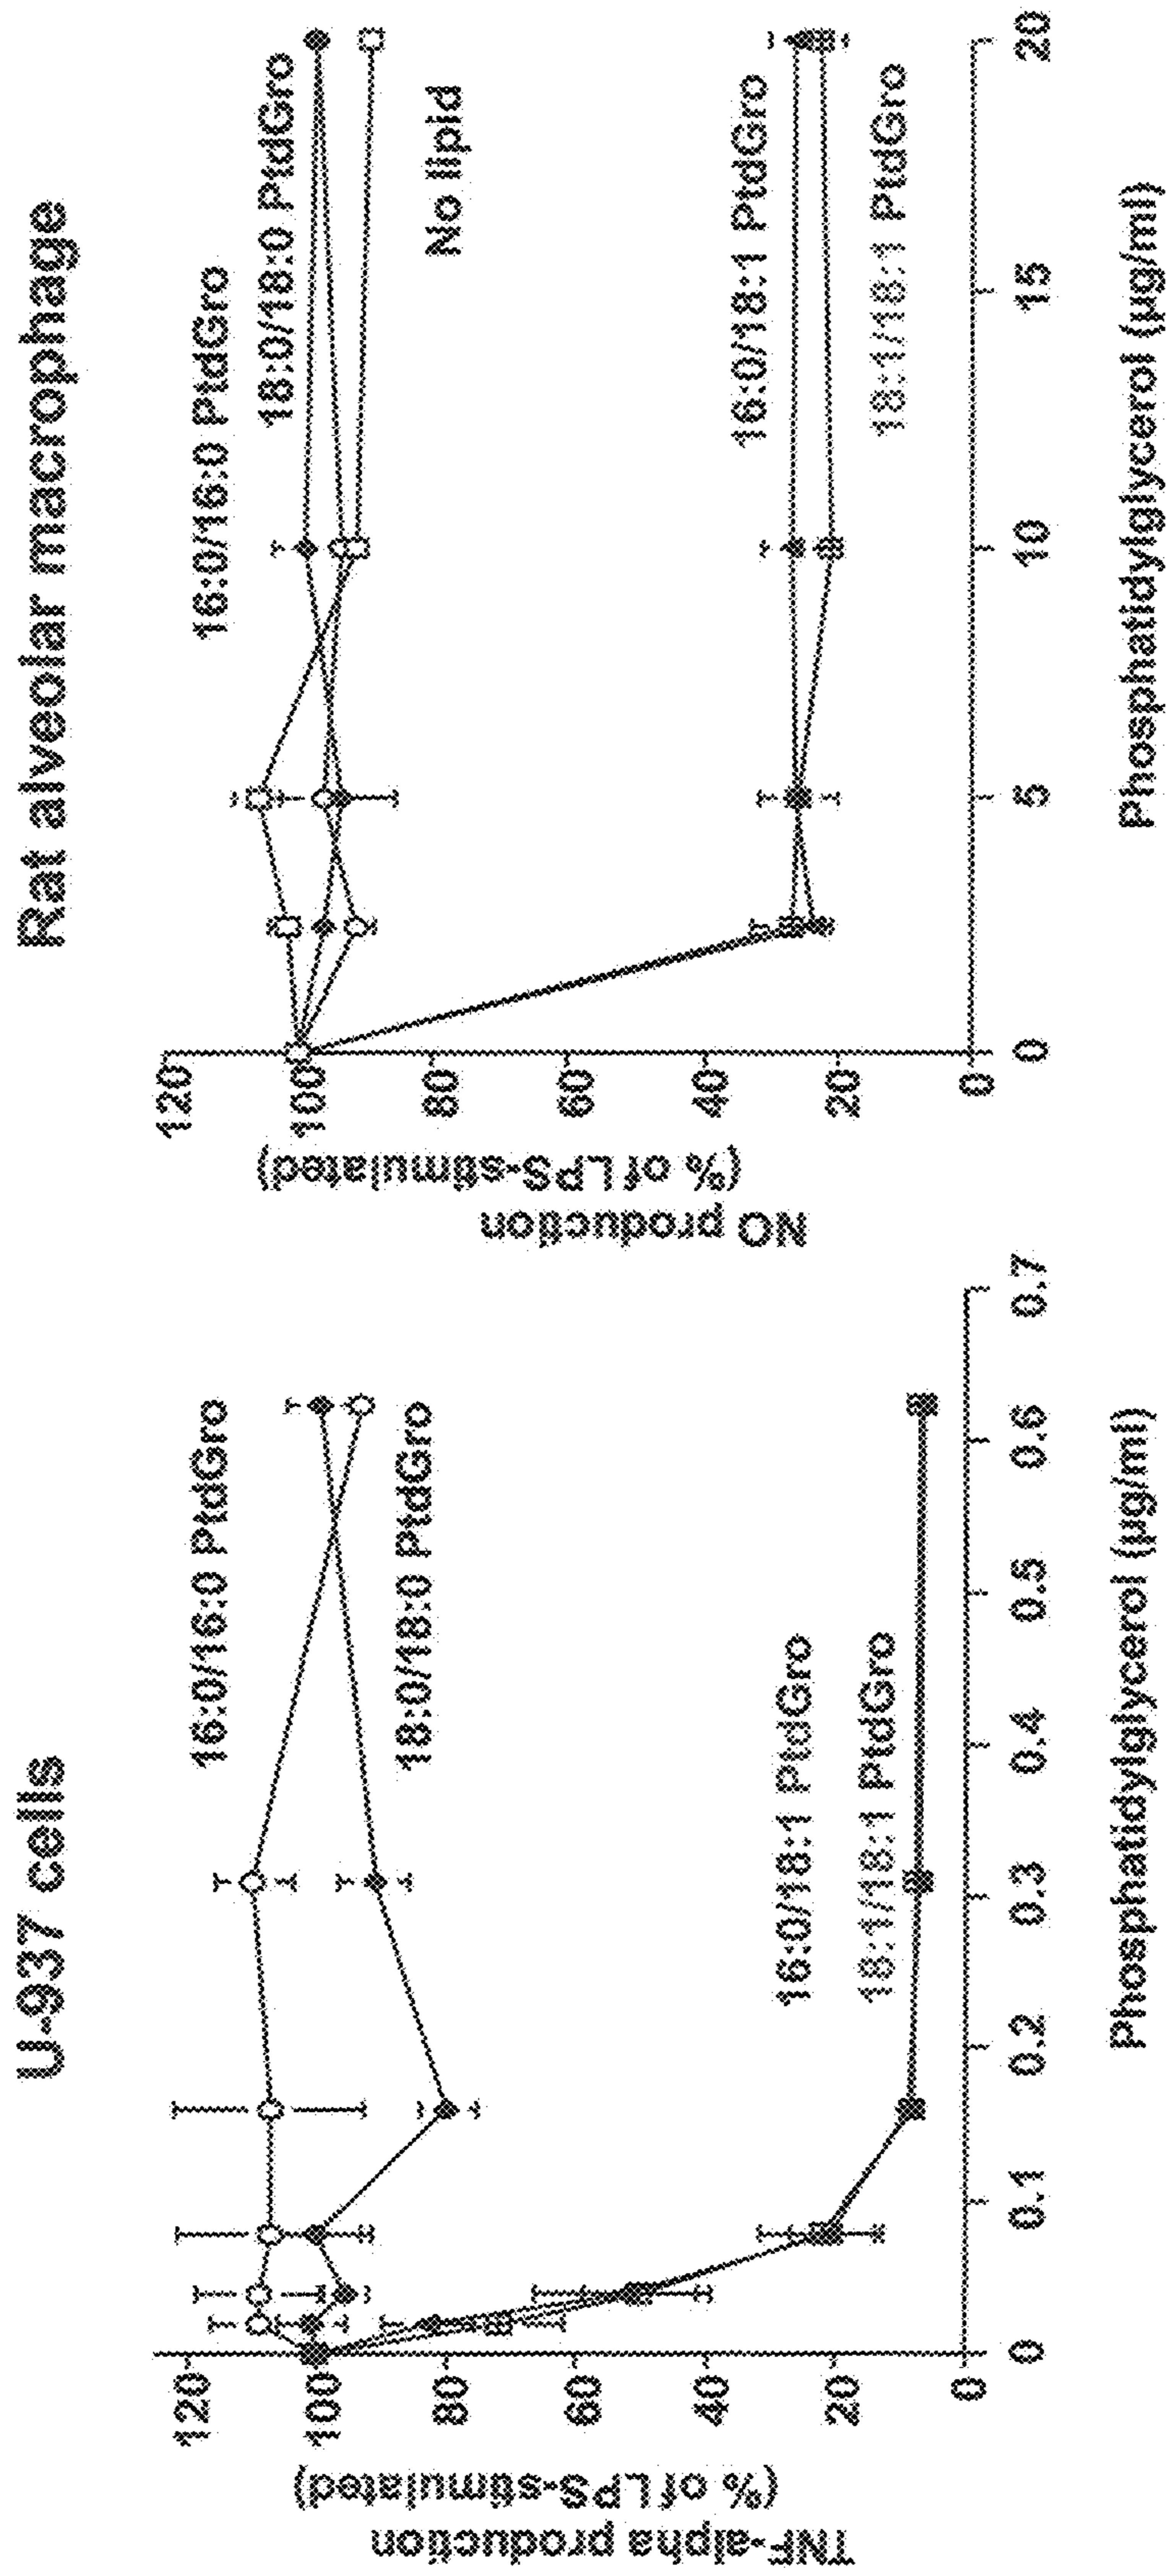 U-937 cells
TNF-alpha production
(% of LPS-stimulated)
120
100
80
60
40
20
0
16:0/16:0 PtdGro
18:0/18:0 PtdGro
16:0/18:1 PtdGro
18:1/18:1 PtdGro
0
0.1
0.2
0.3
0.4
0.5
0.6
0.7
Phosphatidylglycerol (µg/ml)
Rat alveolar macrophage
NO production
(% of LPS-stimulated)
120
100
80
60
40
20
0
16:0/16:0 PtdGro
18:0/18:0 PtdGro
No lipid
16:0/18:1 PtdGro
18:1/18:1 PtdGro
0
5
10
15
20
Phosphatidylglycerol (µg/ml)